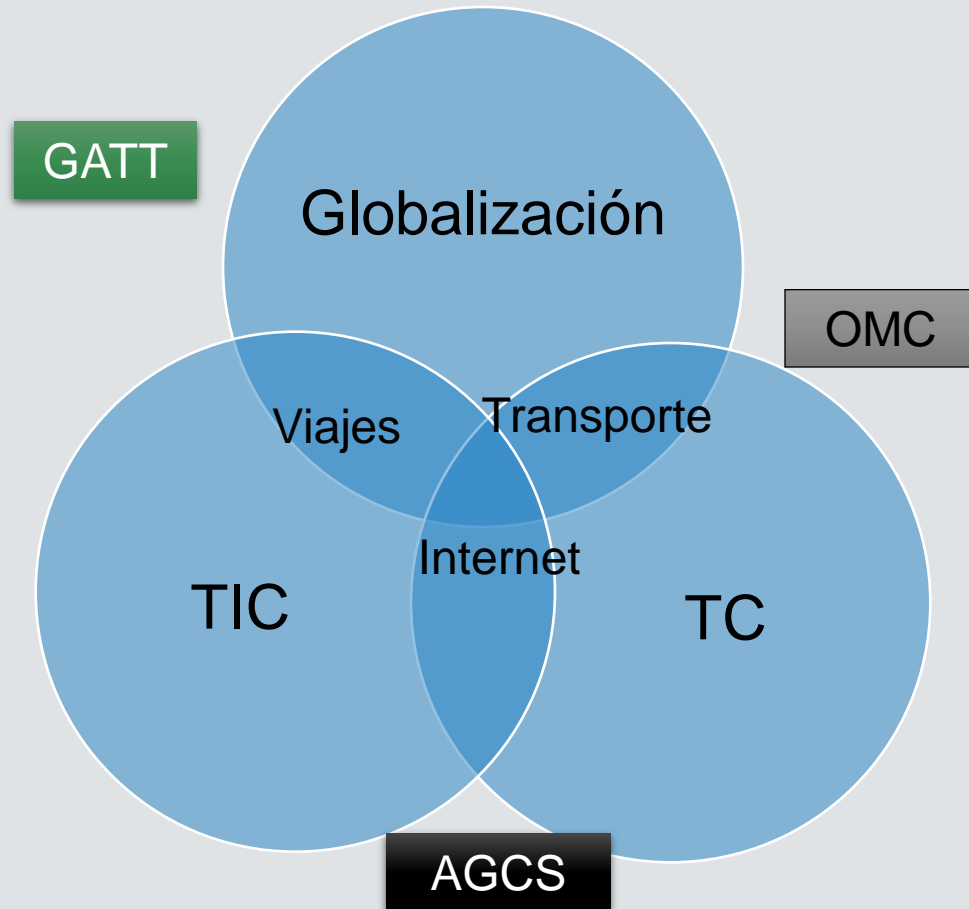 GATT
Globalización
OMC
Viajes
Transporte
Internet
TIC
TC
AGCS